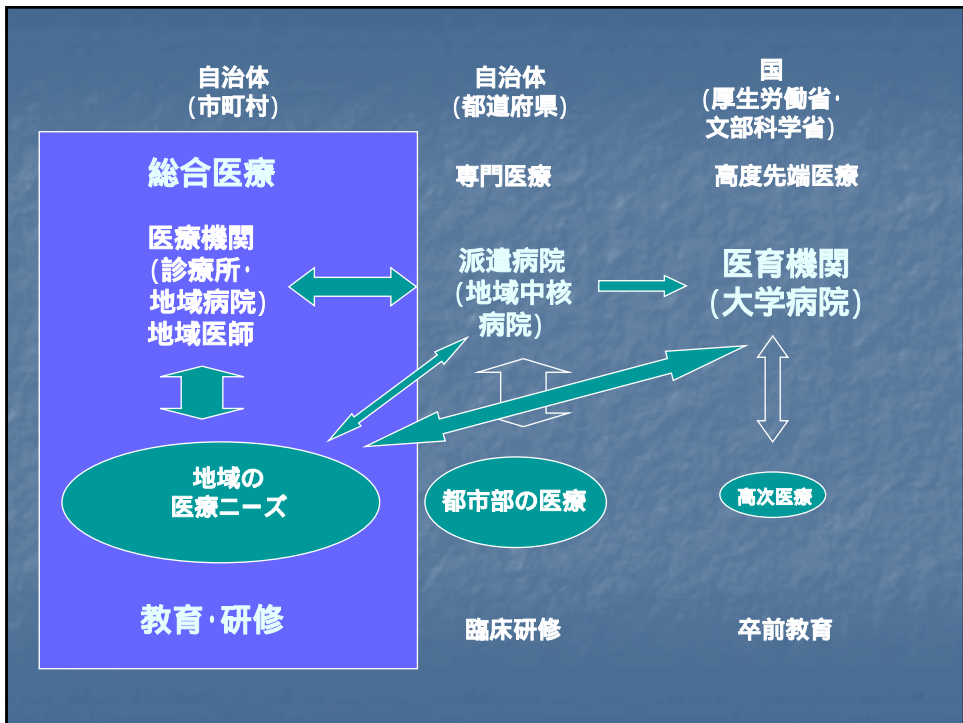 自治体
(市町村)
自治体
(都道府県)
国
(厚生労働省・
文部科学省)
総合医療
専門医療
高度先端医療
医療機関
(診療所・
地域病院)
地域医師
派遣病院
(地域中核
病院)
医育機関
(大学病院)
地域の
医療ニーズ
都市部の医療
高次医療
教育・研修
臨床研修
卒前教育